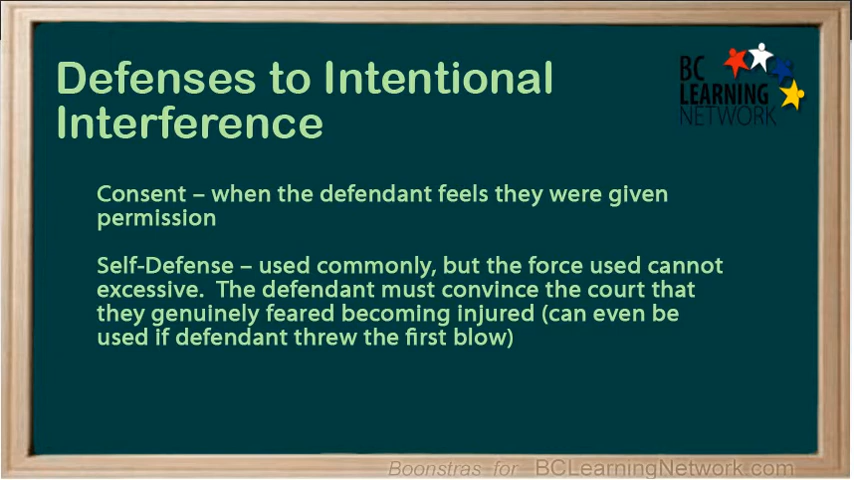 Defenses to Intentional
Interference
BC
LEARNING
NETWORK
Consent – when the defendant feels they were given
permission
Self-Defense – used commonly, but the force used cannot
excessive.  The defendant must convince the court that
they genuinely feared becoming injured (can even be
used if defendant threw the first blow)
Boonstras for BCLearningNetwork.com